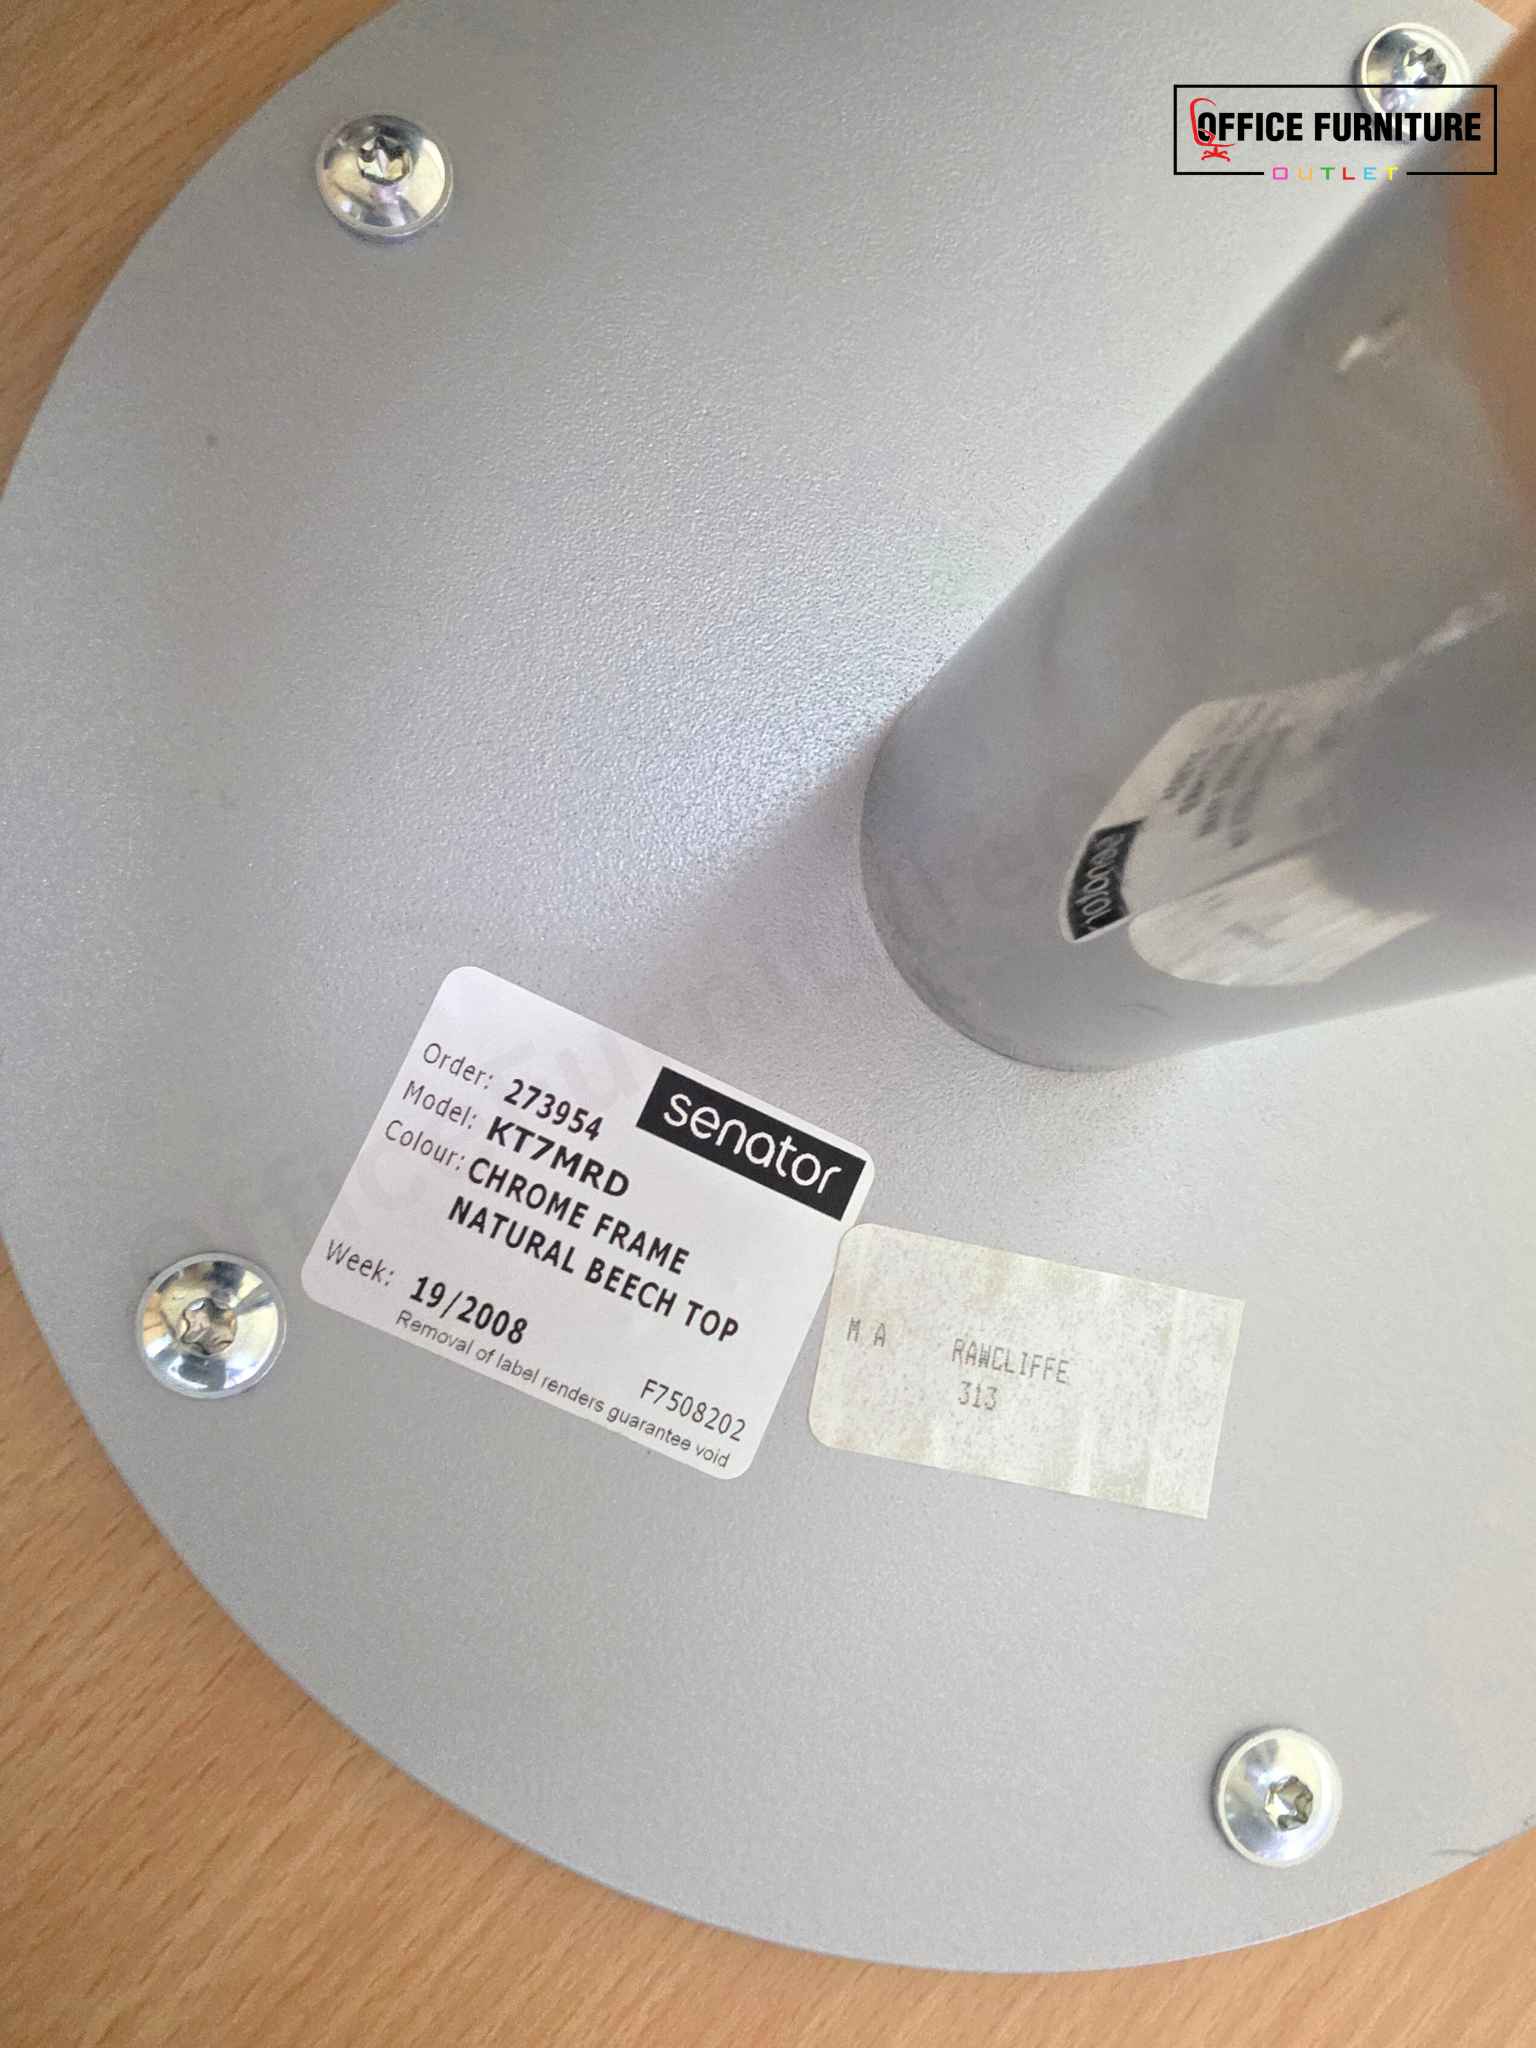 OFFICE FURNITURE
OUTLET
senator
Order: 273954
Model: KT7MRD
Colour: CHROME FRAME
NATURAL BEECH TOP
Week: 19/2008
F7508202
Removal of label renders guarantee void
M A RAWCLIFFE
313